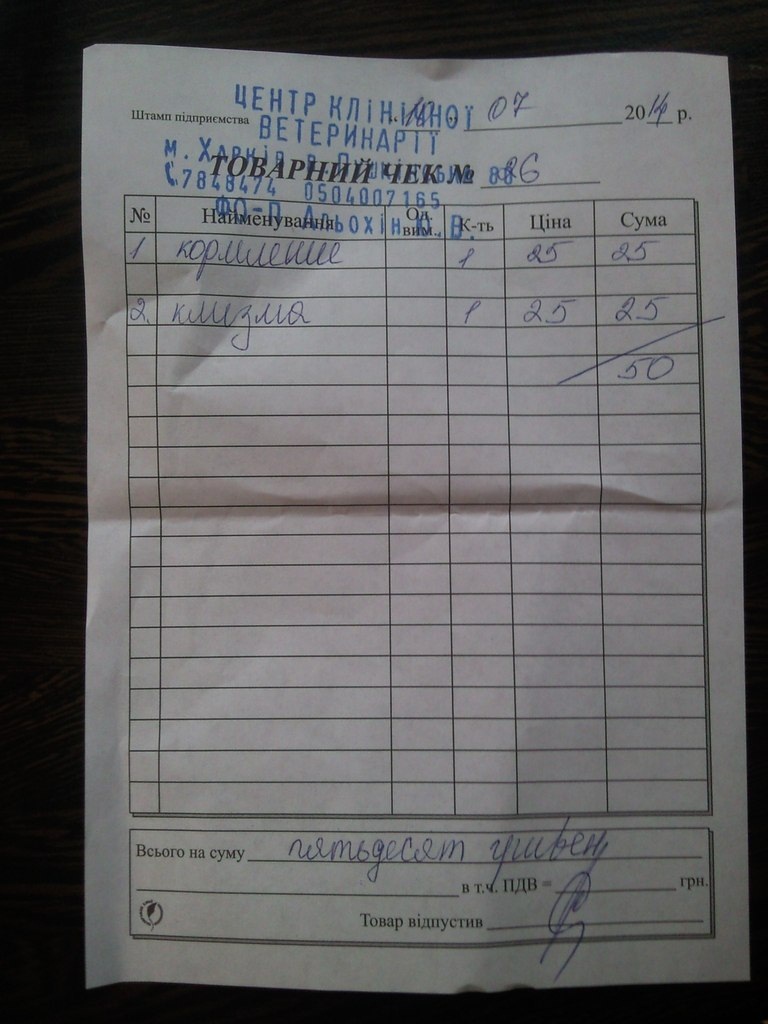 ЦЕНТР КЛІНІЧНОЇ
Штамп підприємства 07 2014 р.
ВЕТЕРИНАРІЇ
м. Харків
ТОВАРНИЙ ЧЕК №
7848474 0504007165
ФО-П Альохін В.
№ Найменування Од. вим. К-ть Ціна Сума
1 кормление 1 25 25
2. клизма 1 25 25
50
Всього на суму пятьдесят гривен
в т.ч. ПДВ = грн.
Товар відпустив